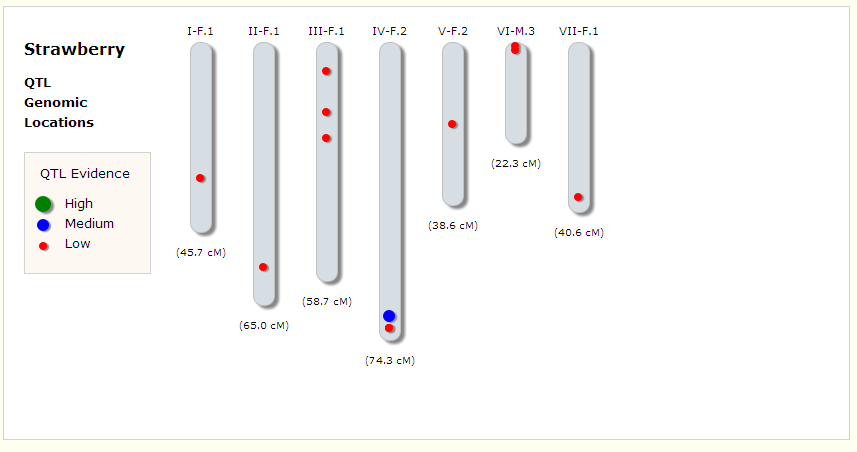 Strawberry
QTL
Genomic
Locations
QTL Evidence
High
Medium
Low
I-F.1
II-F.1
III-F.1
IV-F.2
V-F.2
VI-M.3
VII-F.1
(45.7 cM)
(65.0 cM)
(58.7 cM)
(74.3 cM)
(38.6 cM)
(22.3 cM)
(40.6 cM)